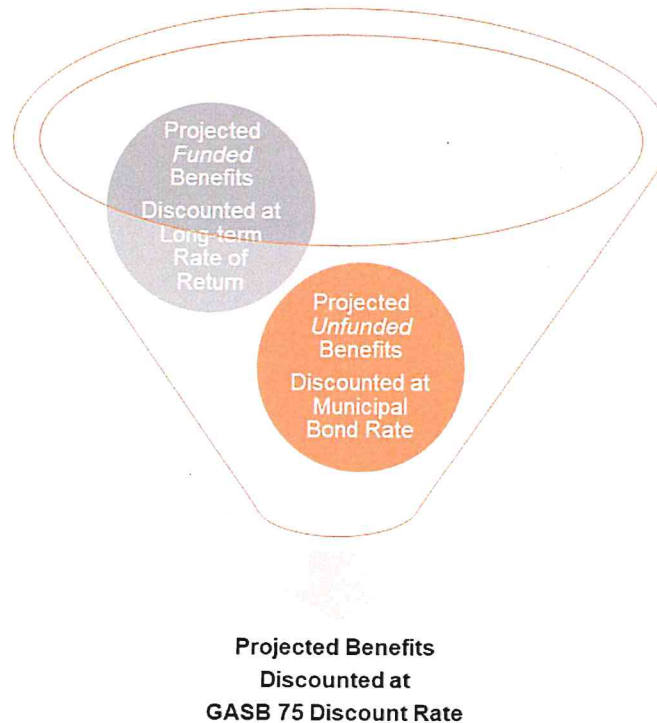 Projected
Funded
Benefits
Discounted at
Long-term
Rate of
Return
Projected
Unfunded
Benefits
Discounted at
Municipal
Bond Rate
Projected Benefits
Discounted at
GASB 75 Discount Rate